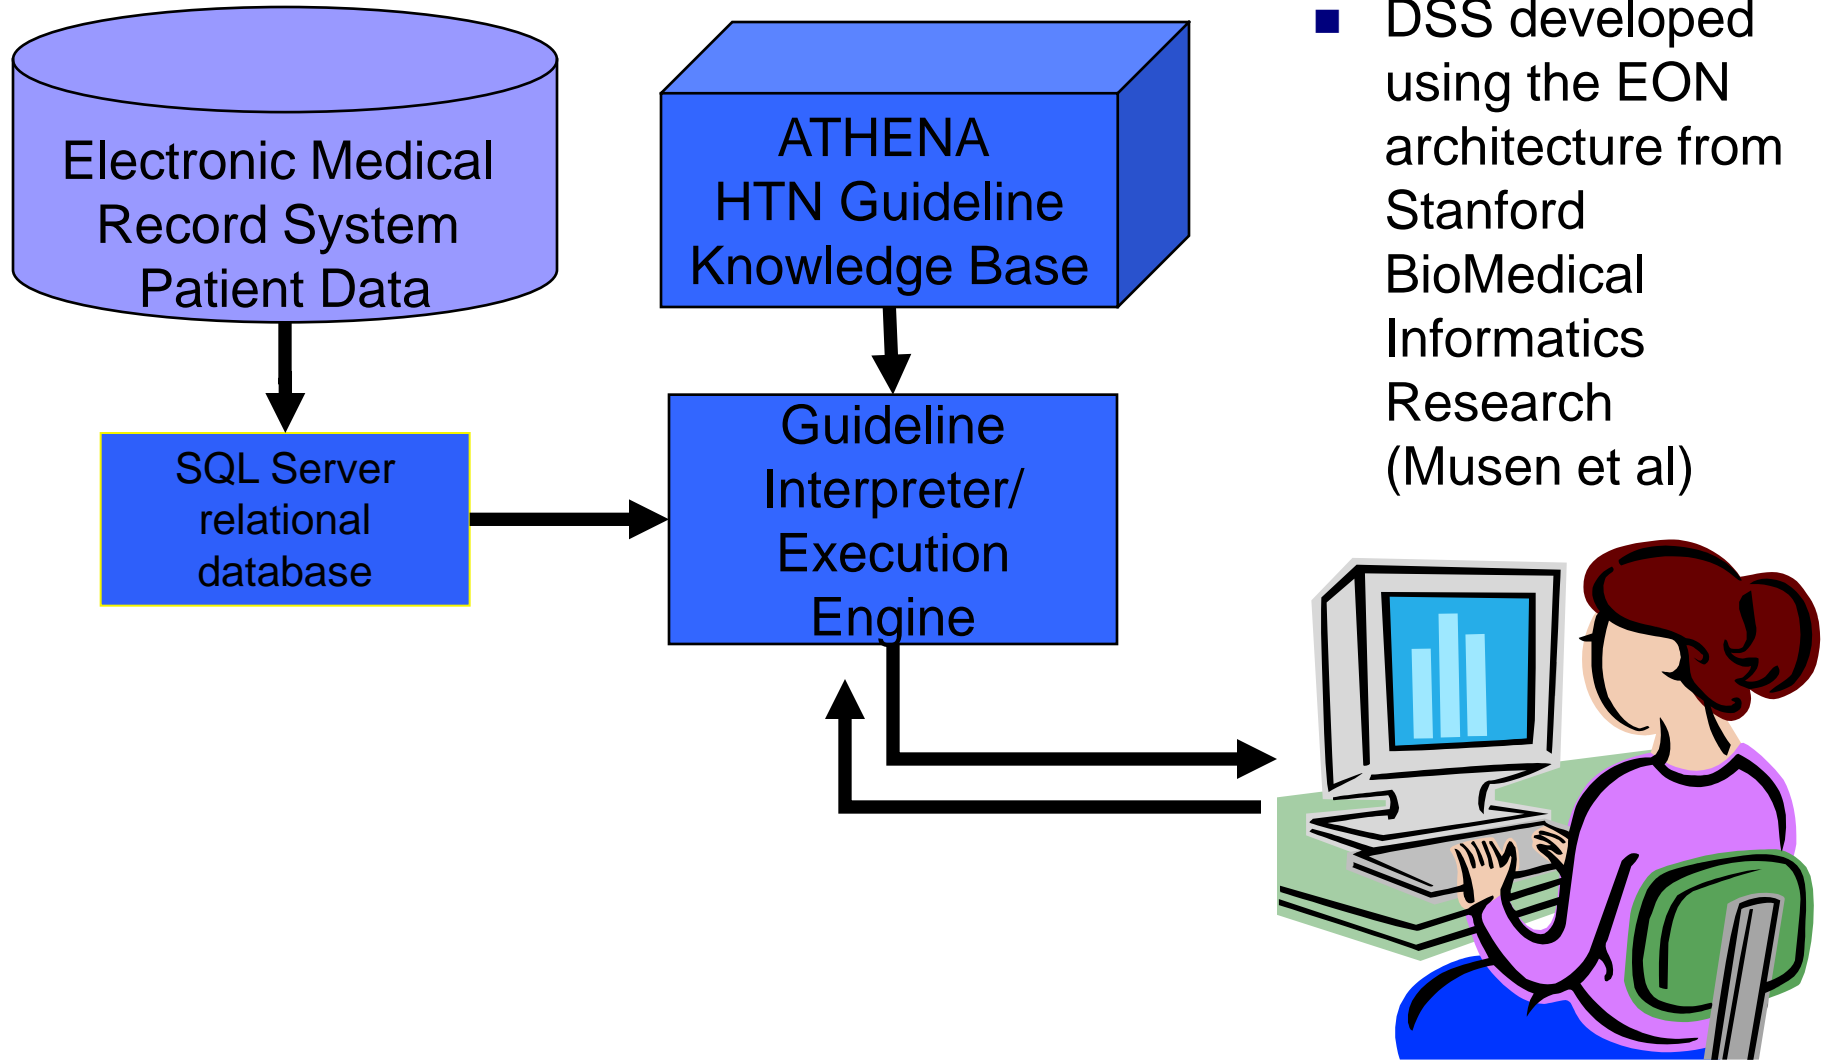 Electronic Medical
Record System
Patient Data
ATHENA
HTN Guideline
Knowledge Base
SQL Server
relational
database
Guideline
Interpreter/
Execution
Engine
DSS developed
using the EON
architecture from
Stanford
BioMedical
Informatics
Research
(Musen et al)